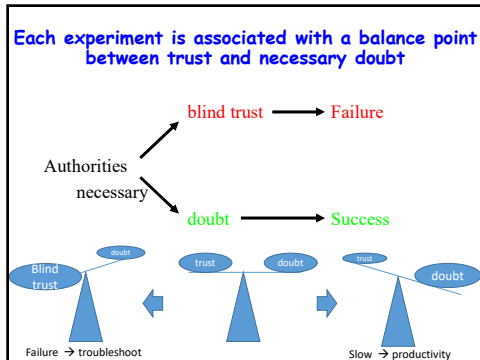 Each experiment is associated with a balance point
between trust and necessary doubt
blind trust → Failure
Authorities
necessary
doubt → Success
Blind
trust
doubt
trust
doubt
trust
doubt
Failure → troubleshoot
Slow → productivity